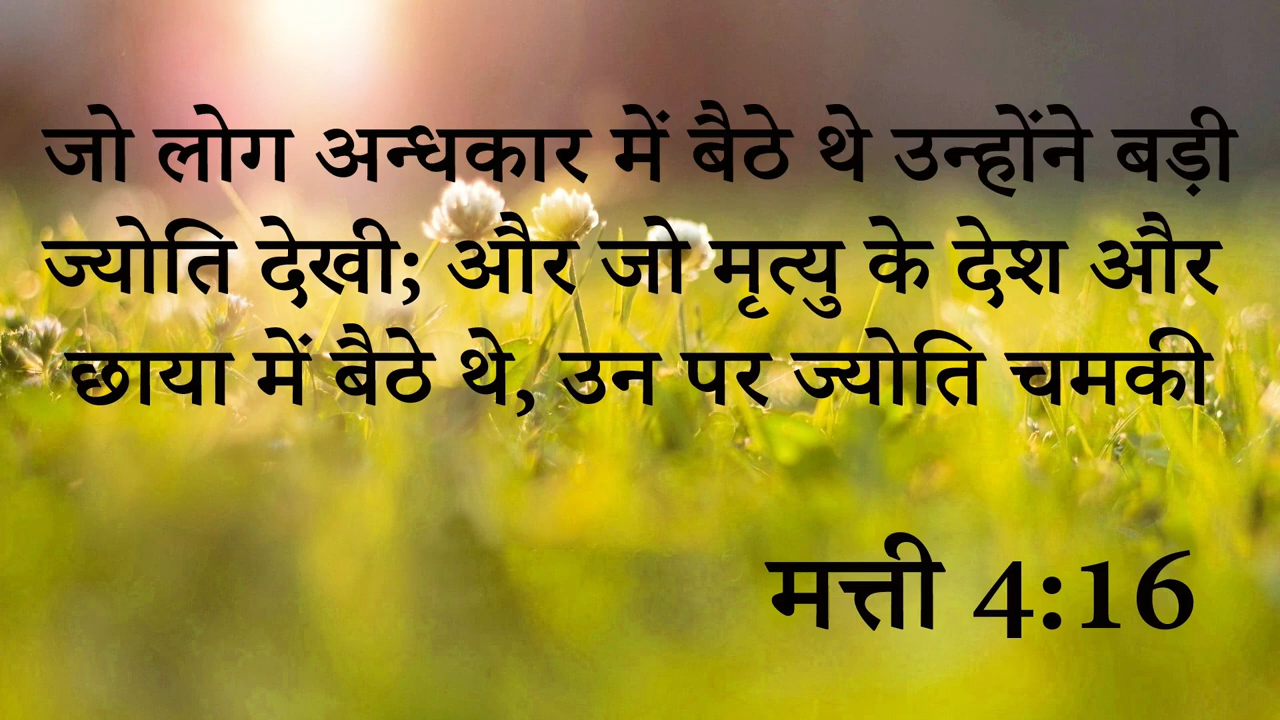 जो लोग अन्धकार में बैठे थे उन्होंने बड़ी
ज्योति देखी; और जो मृत्यु के देश और
छाया में बैठे थे, उन पर ज्योति चमकी
मत्ती 4:16